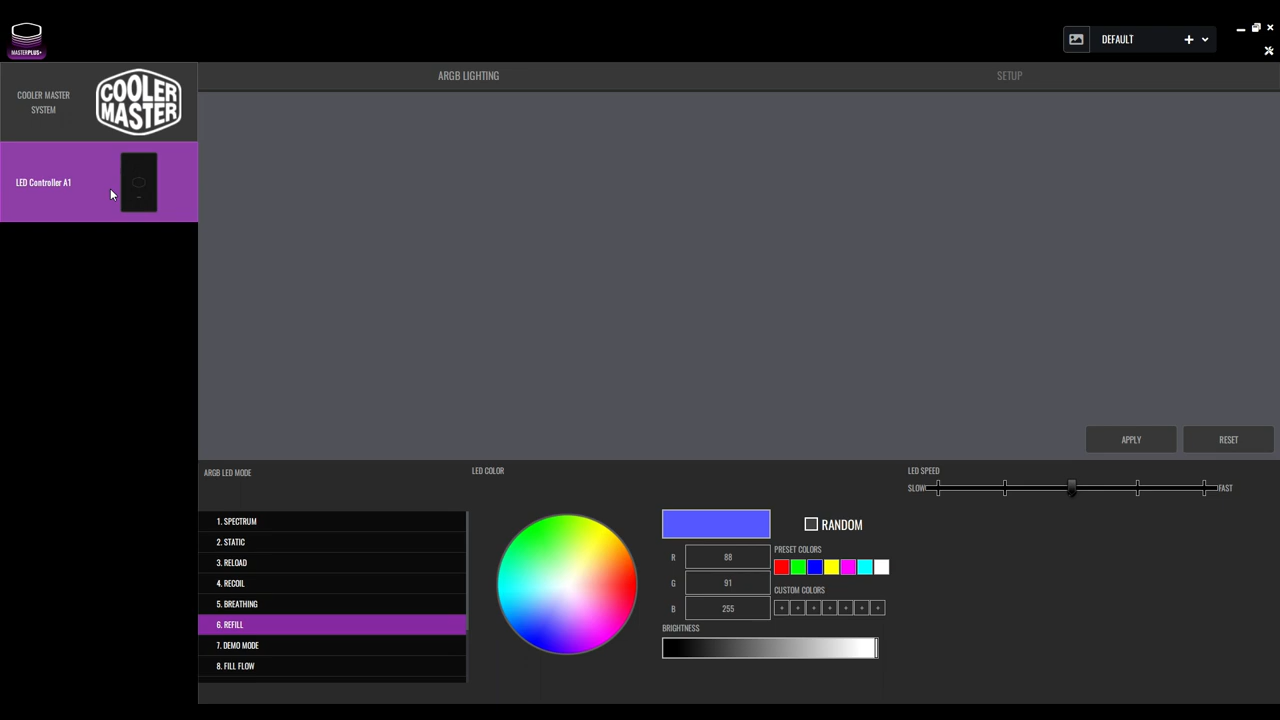 MASTERPLUS+
DEFAULT
COOLER MASTER
SYSTEM
COOLER
MASTER
ARGB LIGHTING
SETUP
LED Controller A1
APPLY
RESET
ARGB LED MODE
LED COLOR
LED SPEED
SLOW
FAST
1. SPECTRUM
2. STATIC
3. RELOAD
4. RECOIL
5. BREATHING
6. REFILL
7. DEMO MODE
8. FILL FLOW
RANDOM
R 88
G 91
B 255
PRESET COLORS
CUSTOM COLORS
BRIGHTNESS